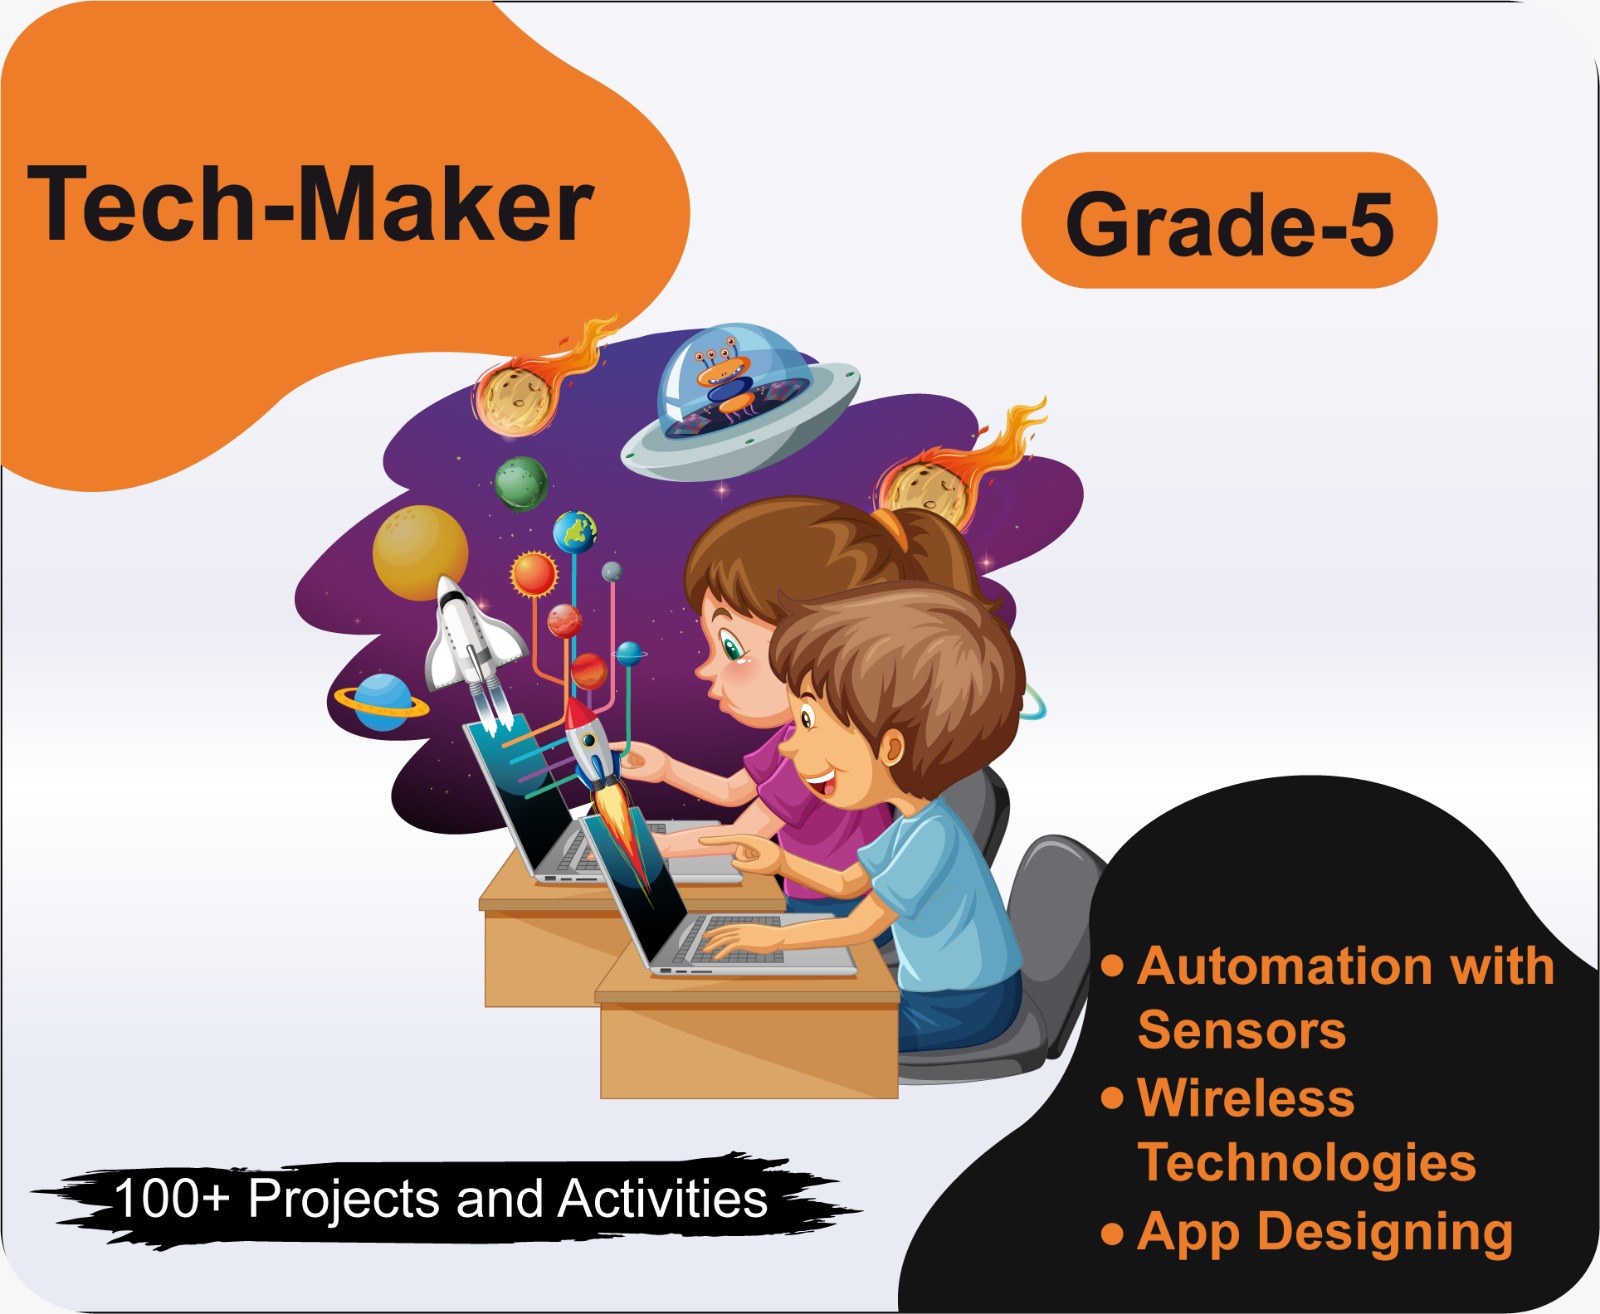 Tech-Maker
Grade-5
• Automation with
Sensors
• Wireless
Technologies
• App Designing
100+ Projects and Activities